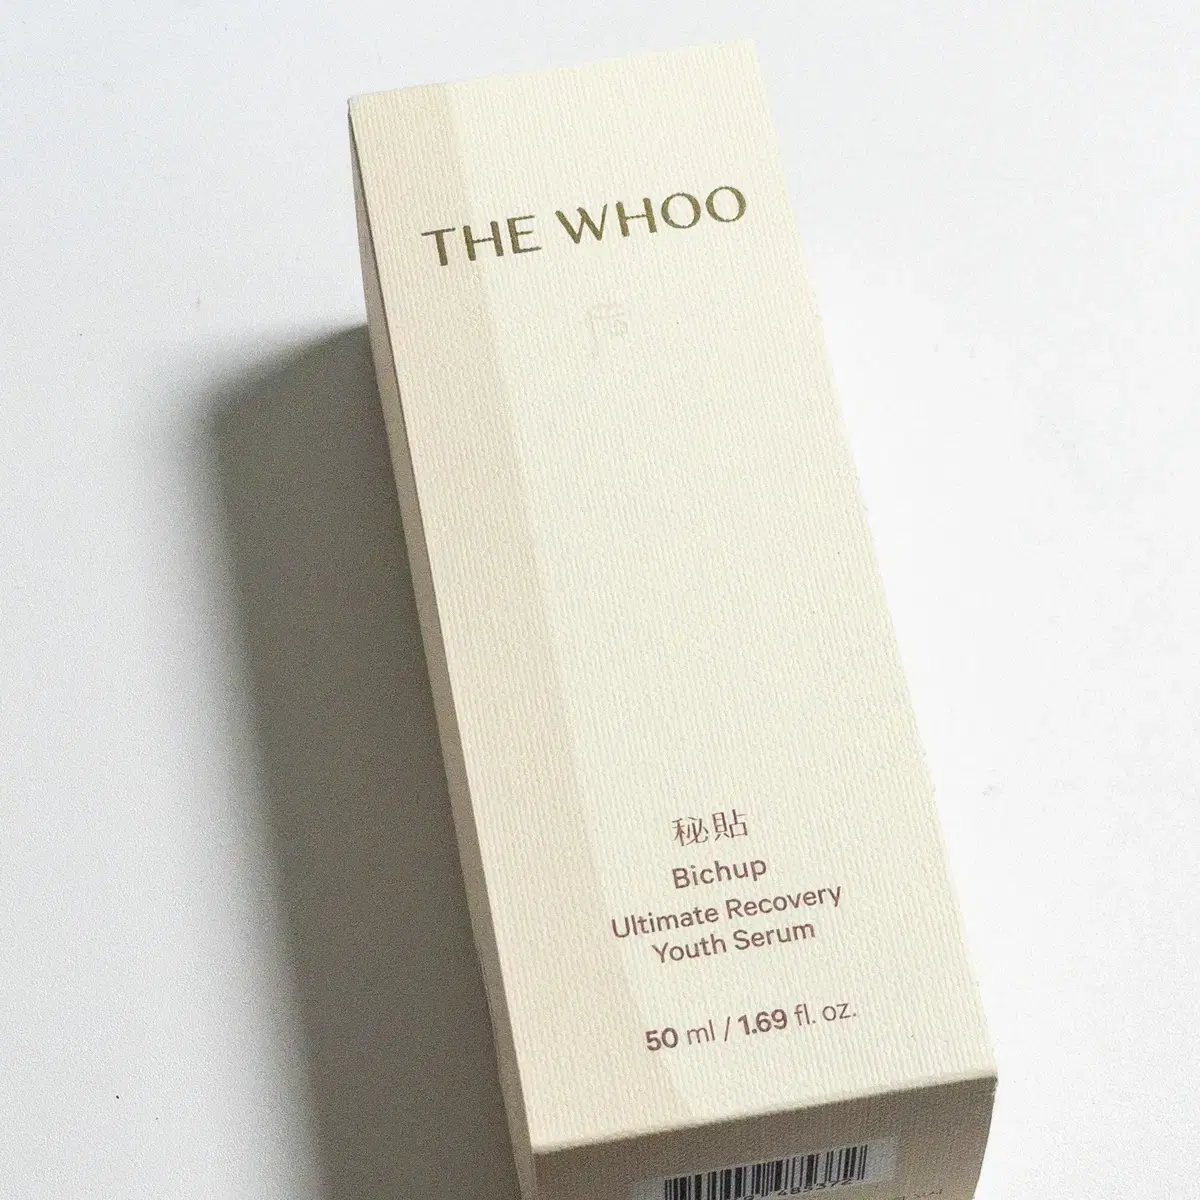 THE WHOO
秘貼
Bichup
Ultimate Recovery
Youth Serum
50 ml / 1.69 fl. oz.